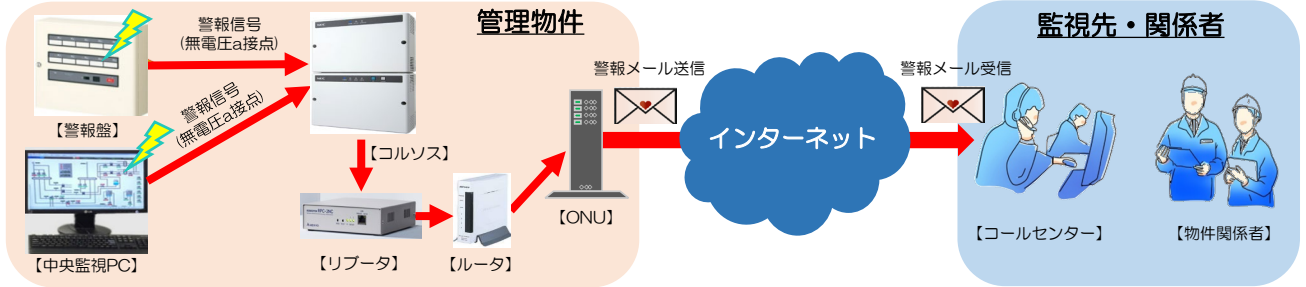 管理物件
監視先・関係者
警報信号
(無電圧a接点)
警報メール送信
警報メール受信
警報信号
(無電圧a接点)
【警報盤】
インターネット
【コルソス】
【ONU】
【コールセンター】
【物件関係者】
【中央監視PC】
【リブータ】
【ルータ】